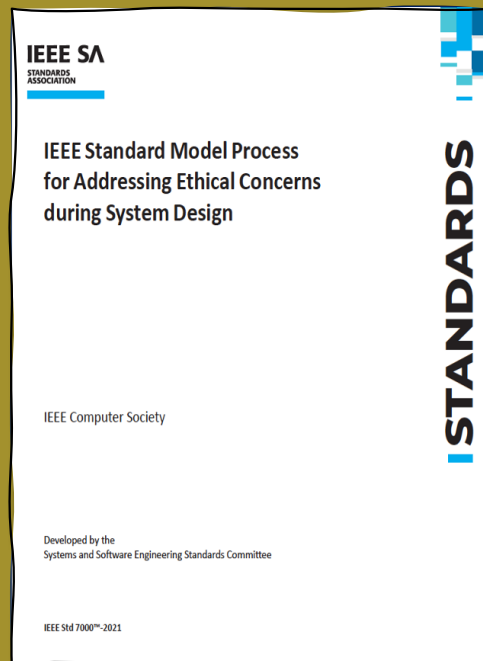 IEEE SA
STANDARDS
ASSOCIATION
IEEE Standard Model Process
for Addressing Ethical Concerns
during System Design
STANDARDS
IEEE Computer Society
Developed by the
Systems and Software Engineering Standards Committee
IEEE Std 7000™-2021